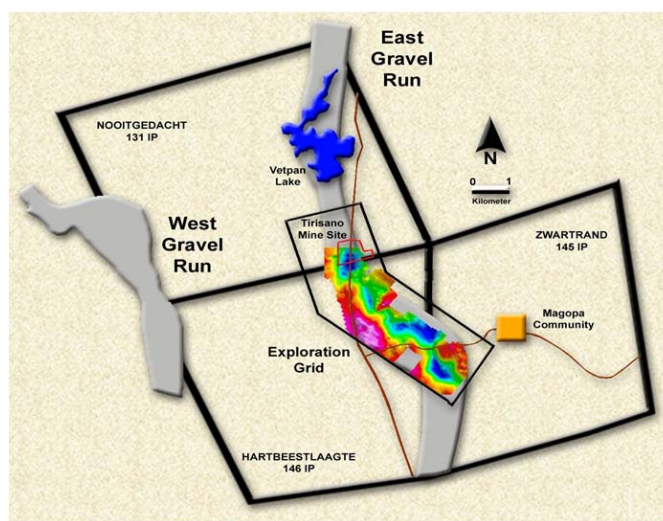 East
Gravel
Run
NOOITGEDACHT
131 IP
Vetpan
Lake
N
0 1
Kilometer
West
Gravel
Run
Tirisano
Mine Site
ZWARTRAND
145 IP
Magopa
Community
Exploration
Grid
HARTBEESTLAAGTE
146 IP